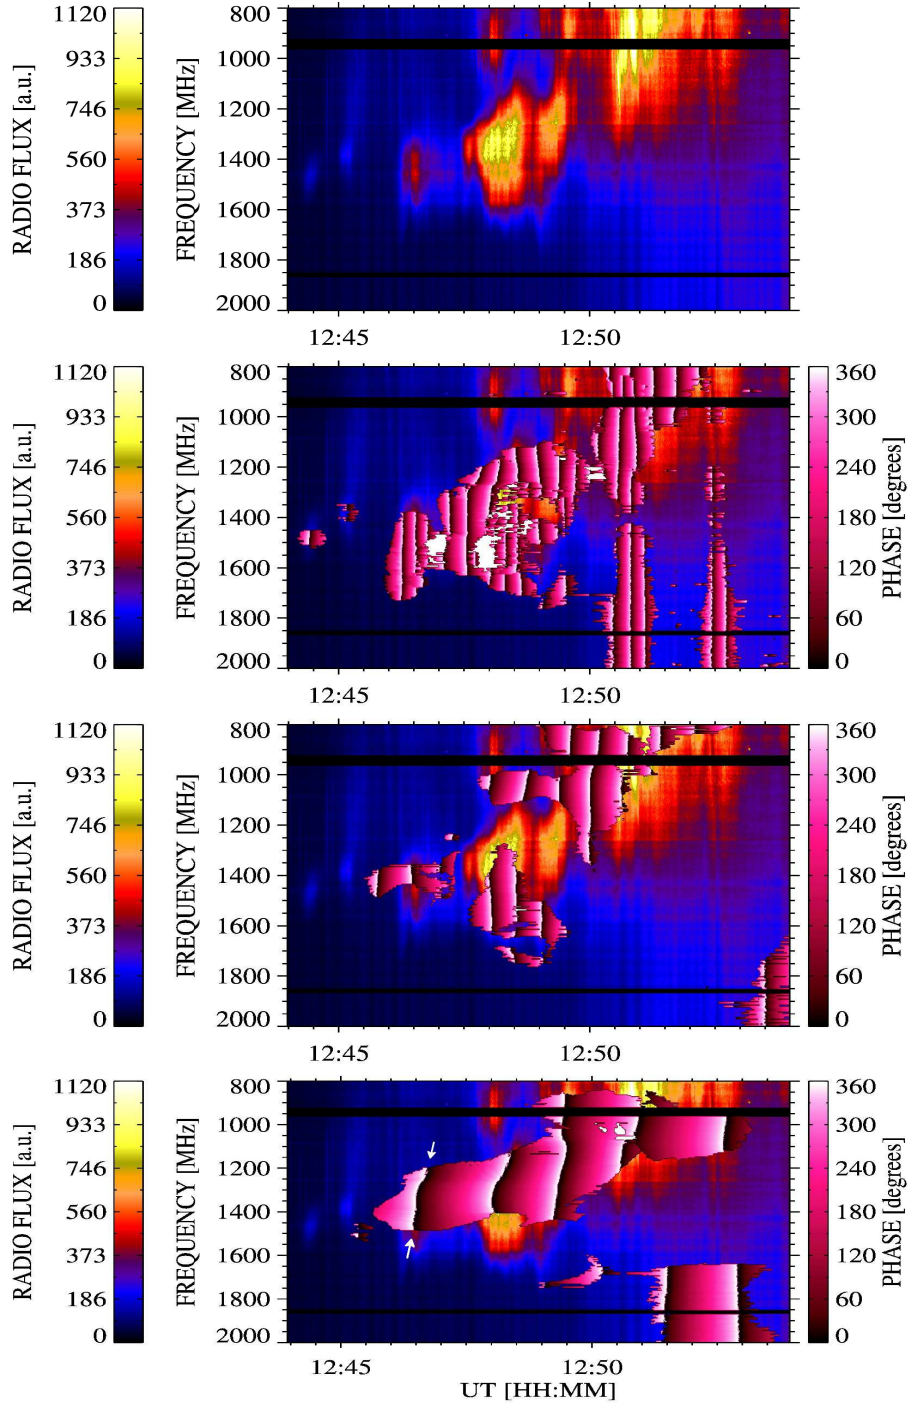 1120 800
933 1000
746 1200
560 1400
373 1600
186 1800
0 2000
RADIO FLUX [a.u.]
FREQUENCY [MHz]
12:45 12:50
1120 800 360
933 1000 300
746 1200 240
560 1400 180
373 1600 120
186 1800 60
0 2000 0
RADIO FLUX [a.u.]
FREQUENCY [MHz]
PHASE [degrees]
12:45 12:50
1120 800 360
933 1000 300
746 1200 240
560 1400 180
373 1600 120
186 1800 60
0 2000 0
RADIO FLUX [a.u.]
FREQUENCY [MHz]
PHASE [degrees]
12:45 12:50
1120 800 360
933 1000 300
746 1200 240
560 1400 180
373 1600 120
186 1800 60
0 2000 0
RADIO FLUX [a.u.]
FREQUENCY [MHz]
PHASE [degrees]
12:45 12:50
UT [HH:MM]